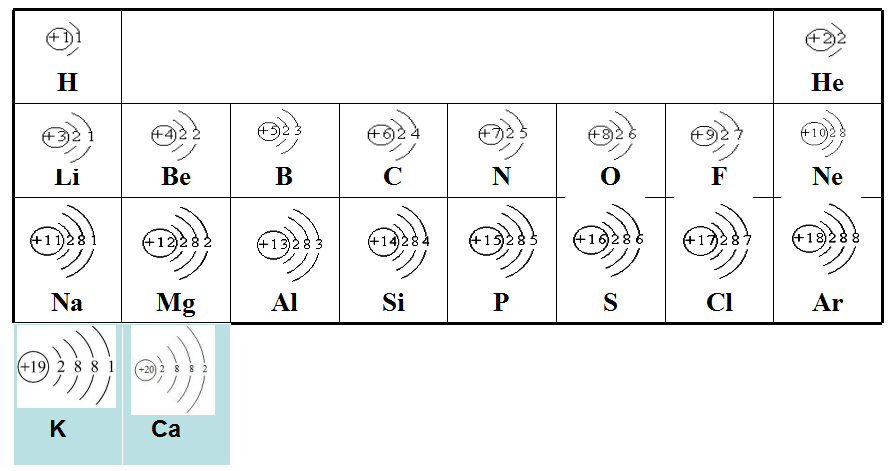 +1 1 +2 2
H He
+3 2 1 +4 2 2 +5 2 3 +6 2 4 +7 2 5 +8 2 6 +9 2 7 +10 2 8
Li Be B C N O F Ne
+11 2 8 1 +12 2 8 2 +13 2 8 3 +14 2 8 4 +15 2 8 5 +16 2 8 6 +17 2 8 7 +18 2 8 8
Na Mg Al Si P S Cl Ar
+19 2 8 8 1 +20 2 8 8 2
K Ca